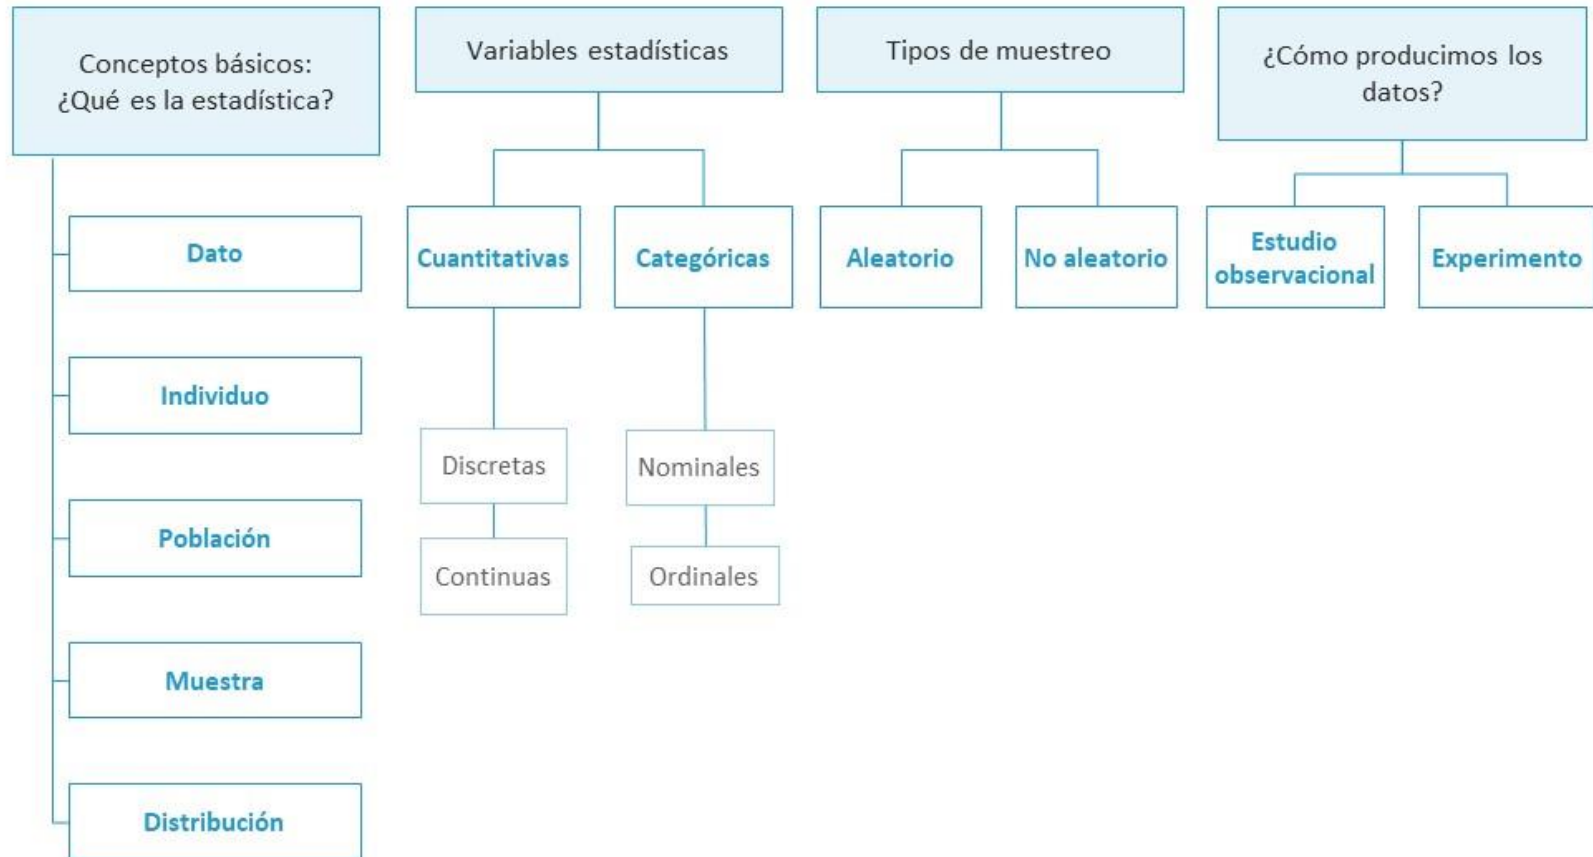 Conceptos básicos:
¿Qué es la estadística?
Dato
Individuo
Población
Muestra
Distribución
Variables estadísticas
Cuantitativas
Discretas
Continuas
Categóricas
Nominales
Ordinales
Tipos de muestreo
Aleatorio
No aleatorio
¿Cómo producimos los
datos?
Estudio
observacional
Experimento